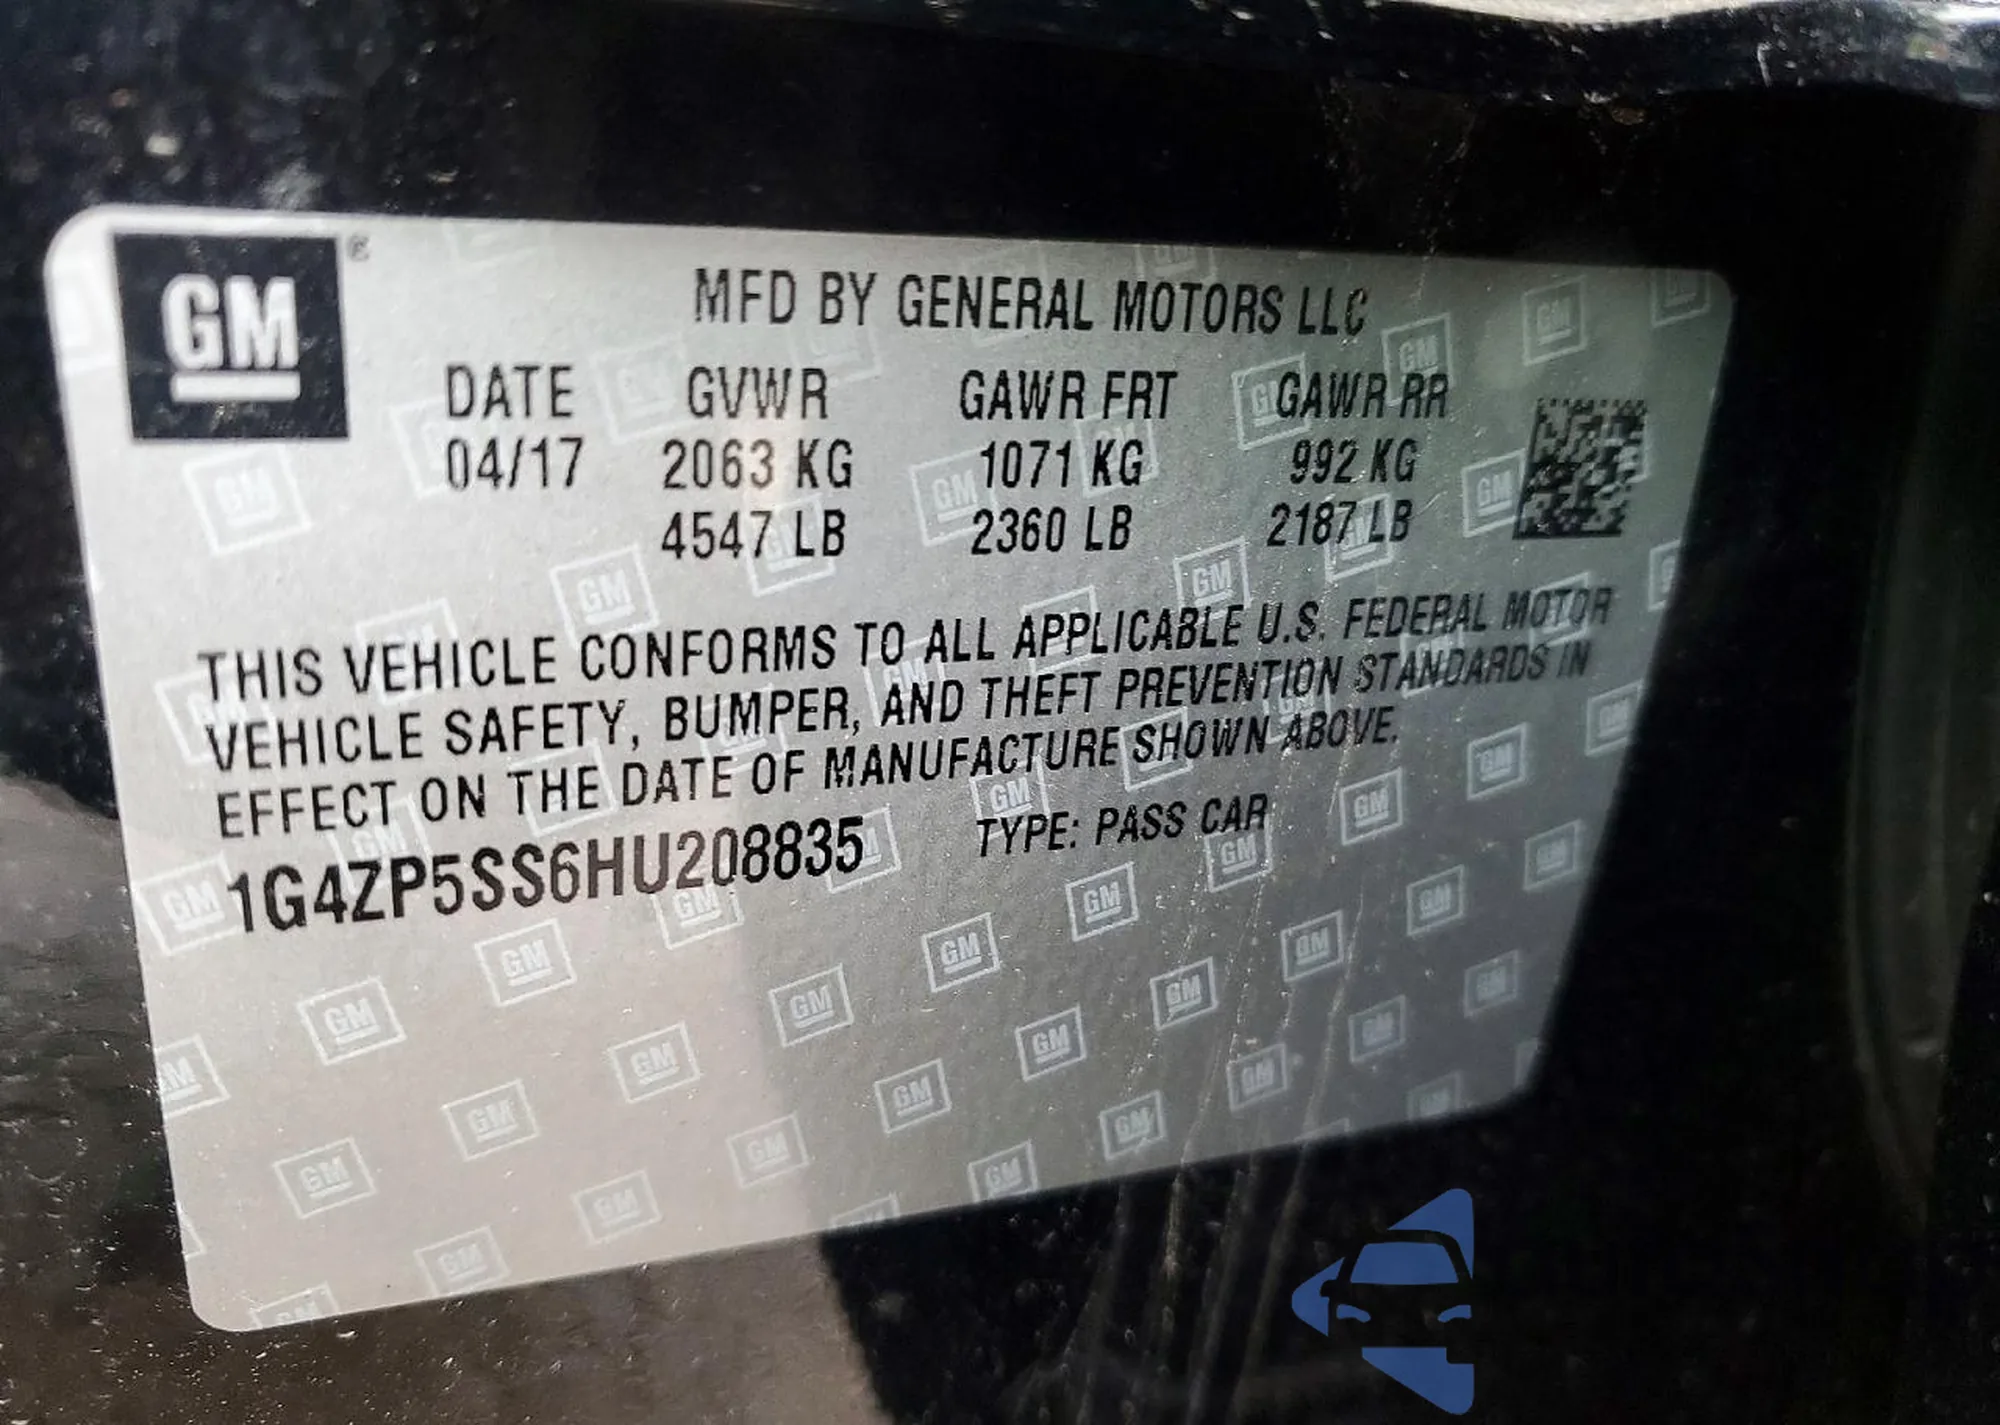 GM ®
MFD BY GENERAL MOTORS LLC
DATE GVWR GAWR FRT GAWR RR
04/17 2063 KG 1071 KG 992 KG
4547 LB 2360 LB 2187 LB
THIS VEHICLE CONFORMS TO ALL APPLICABLE U.S. FEDERAL MOTOR
VEHICLE SAFETY, BUMPER, AND THEFT PREVENTION STANDARDS IN
EFFECT ON THE DATE OF MANUFACTURE SHOWN ABOVE.
1G4ZP5SS6HU208835 TYPE: PASS CAR